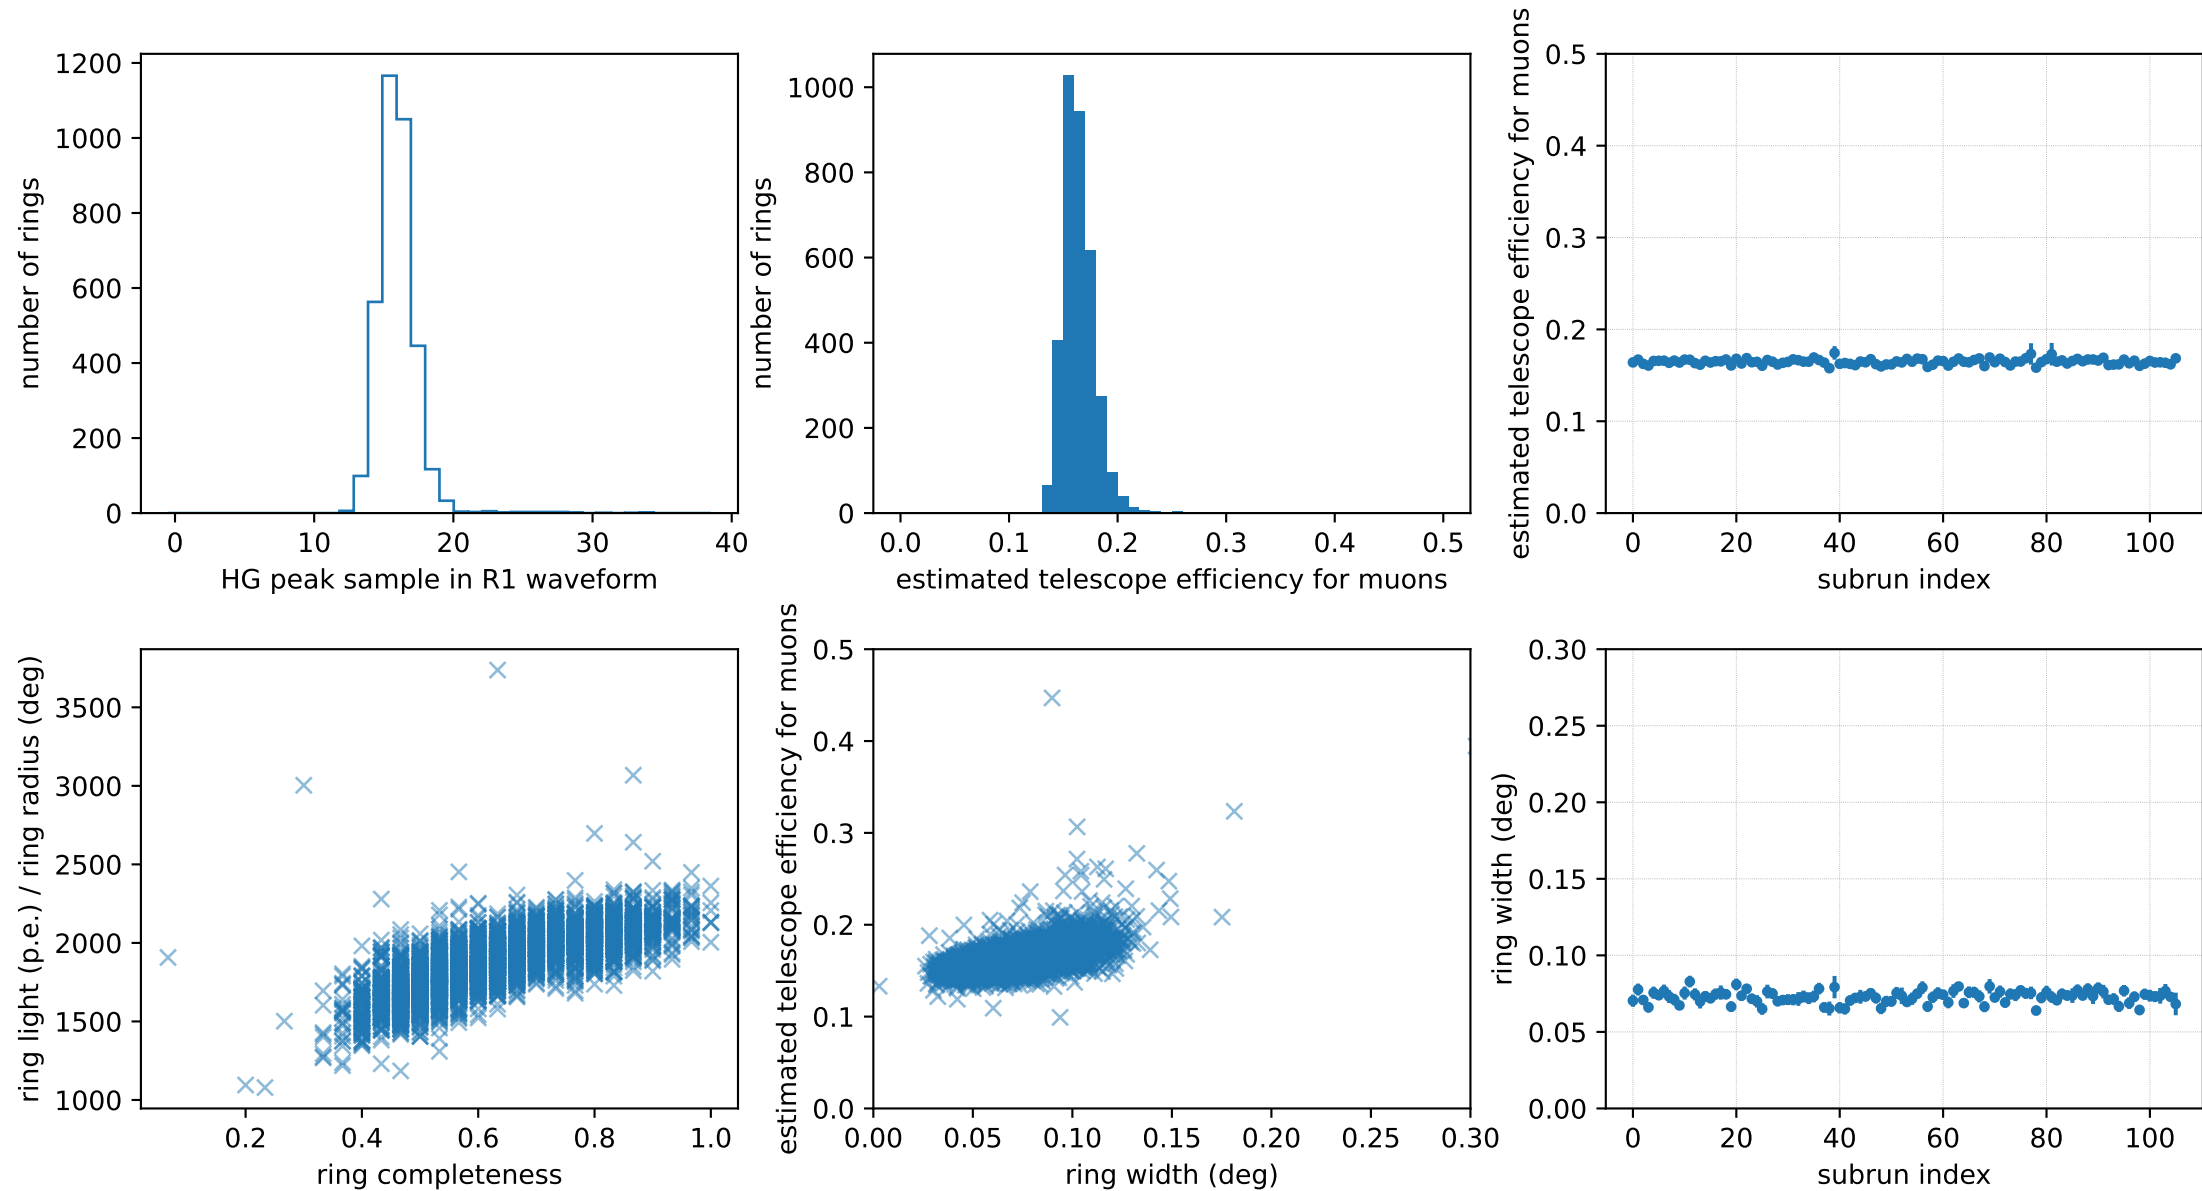 number of rings
1200
1000
800
600
400
200
0
0 10 20 30 40
HG peak sample in R1 waveform
number of rings
1000
800
600
400
200
0
0.0 0.1 0.2 0.3 0.4 0.5
estimated telescope efficiency for muons
estimated telescope efficiency for muons
0.5
0.4
0.3
0.2
0.1
0.0
0 20 40 60 80 100
subrun index
ring light (p.e.) / ring radius (deg)
3500
3000
2500
2000
1500
1000
0.2 0.4 0.6 0.8 1.0
ring completeness
estimated telescope efficiency for muons
0.5
0.4
0.3
0.2
0.1
0.0
0.00 0.05 0.10 0.15 0.20 0.25 0.30
ring width (deg)
ring width (deg)
0.30
0.25
0.20
0.15
0.10
0.05
0.00
0 20 40 60 80 100
subrun index